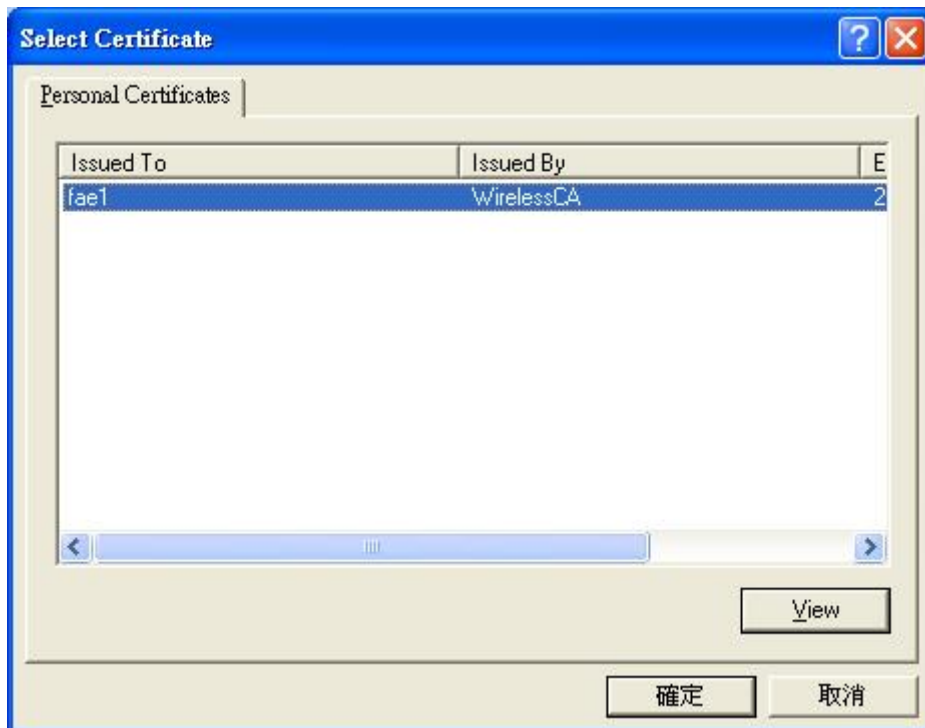 Select Certificate
Personal Certificates
Issued To Issued By E
fae1 WirelessCA 2
View
確定 取消